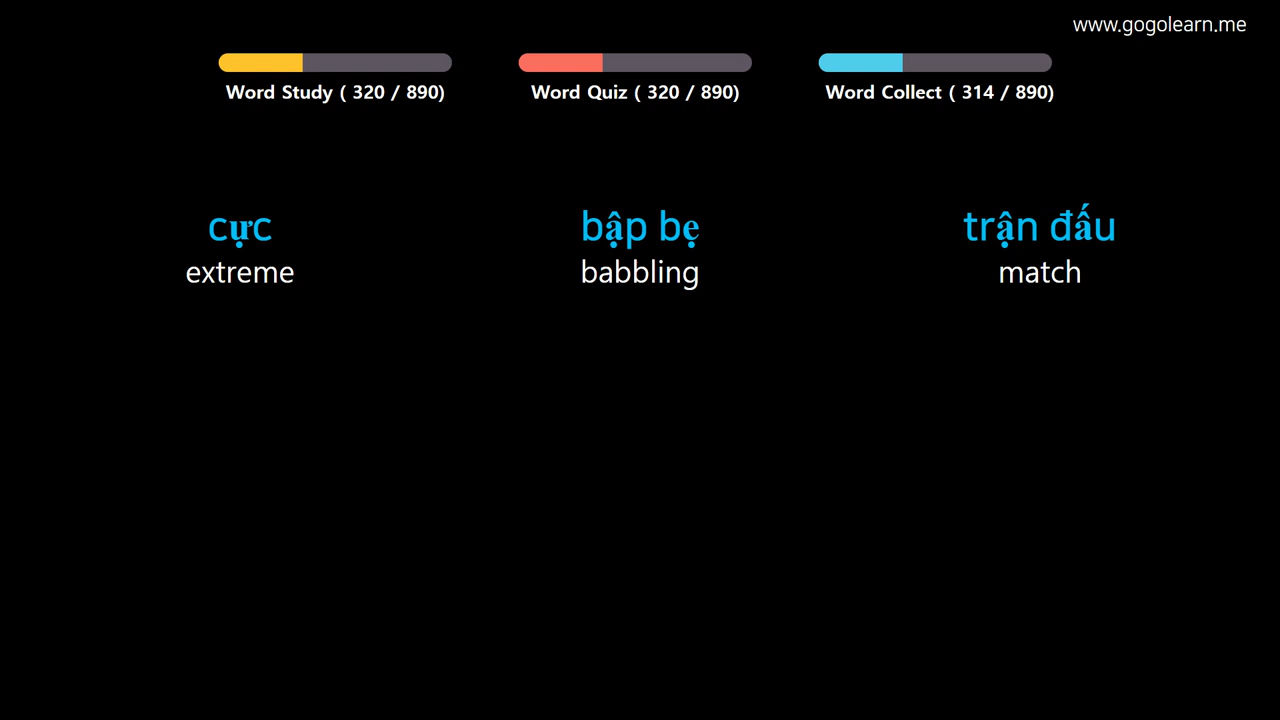 www.gogolearn.me
Word Study ( 320 / 890)
Word Quiz ( 320 / 890)
Word Collect ( 314 / 890)
cực
bập bẹ
trận đấu
extreme
babbling
match